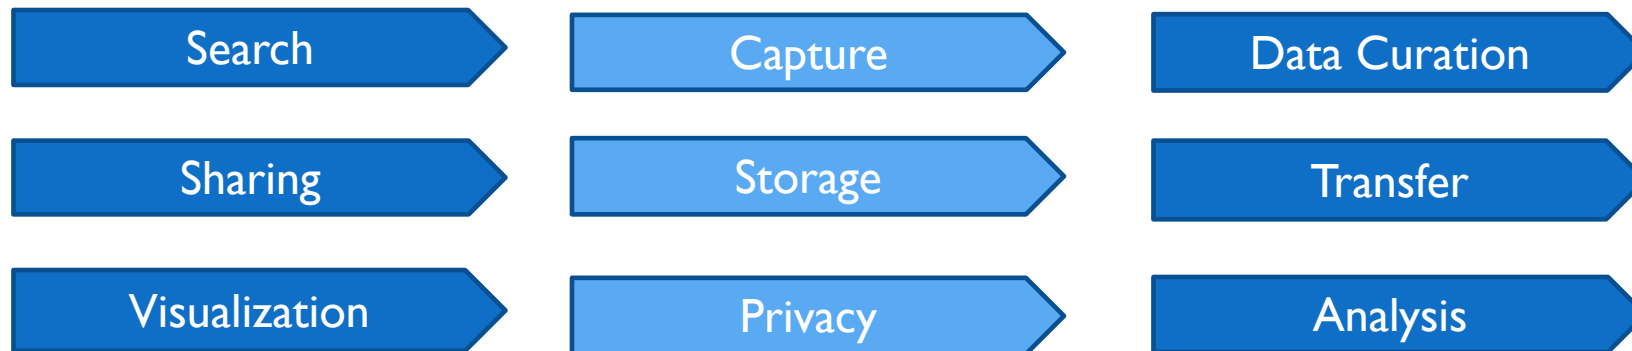 Search
Capture
Data Curation
Sharing
Storage
Transfer
Visualization
Privacy
Analysis